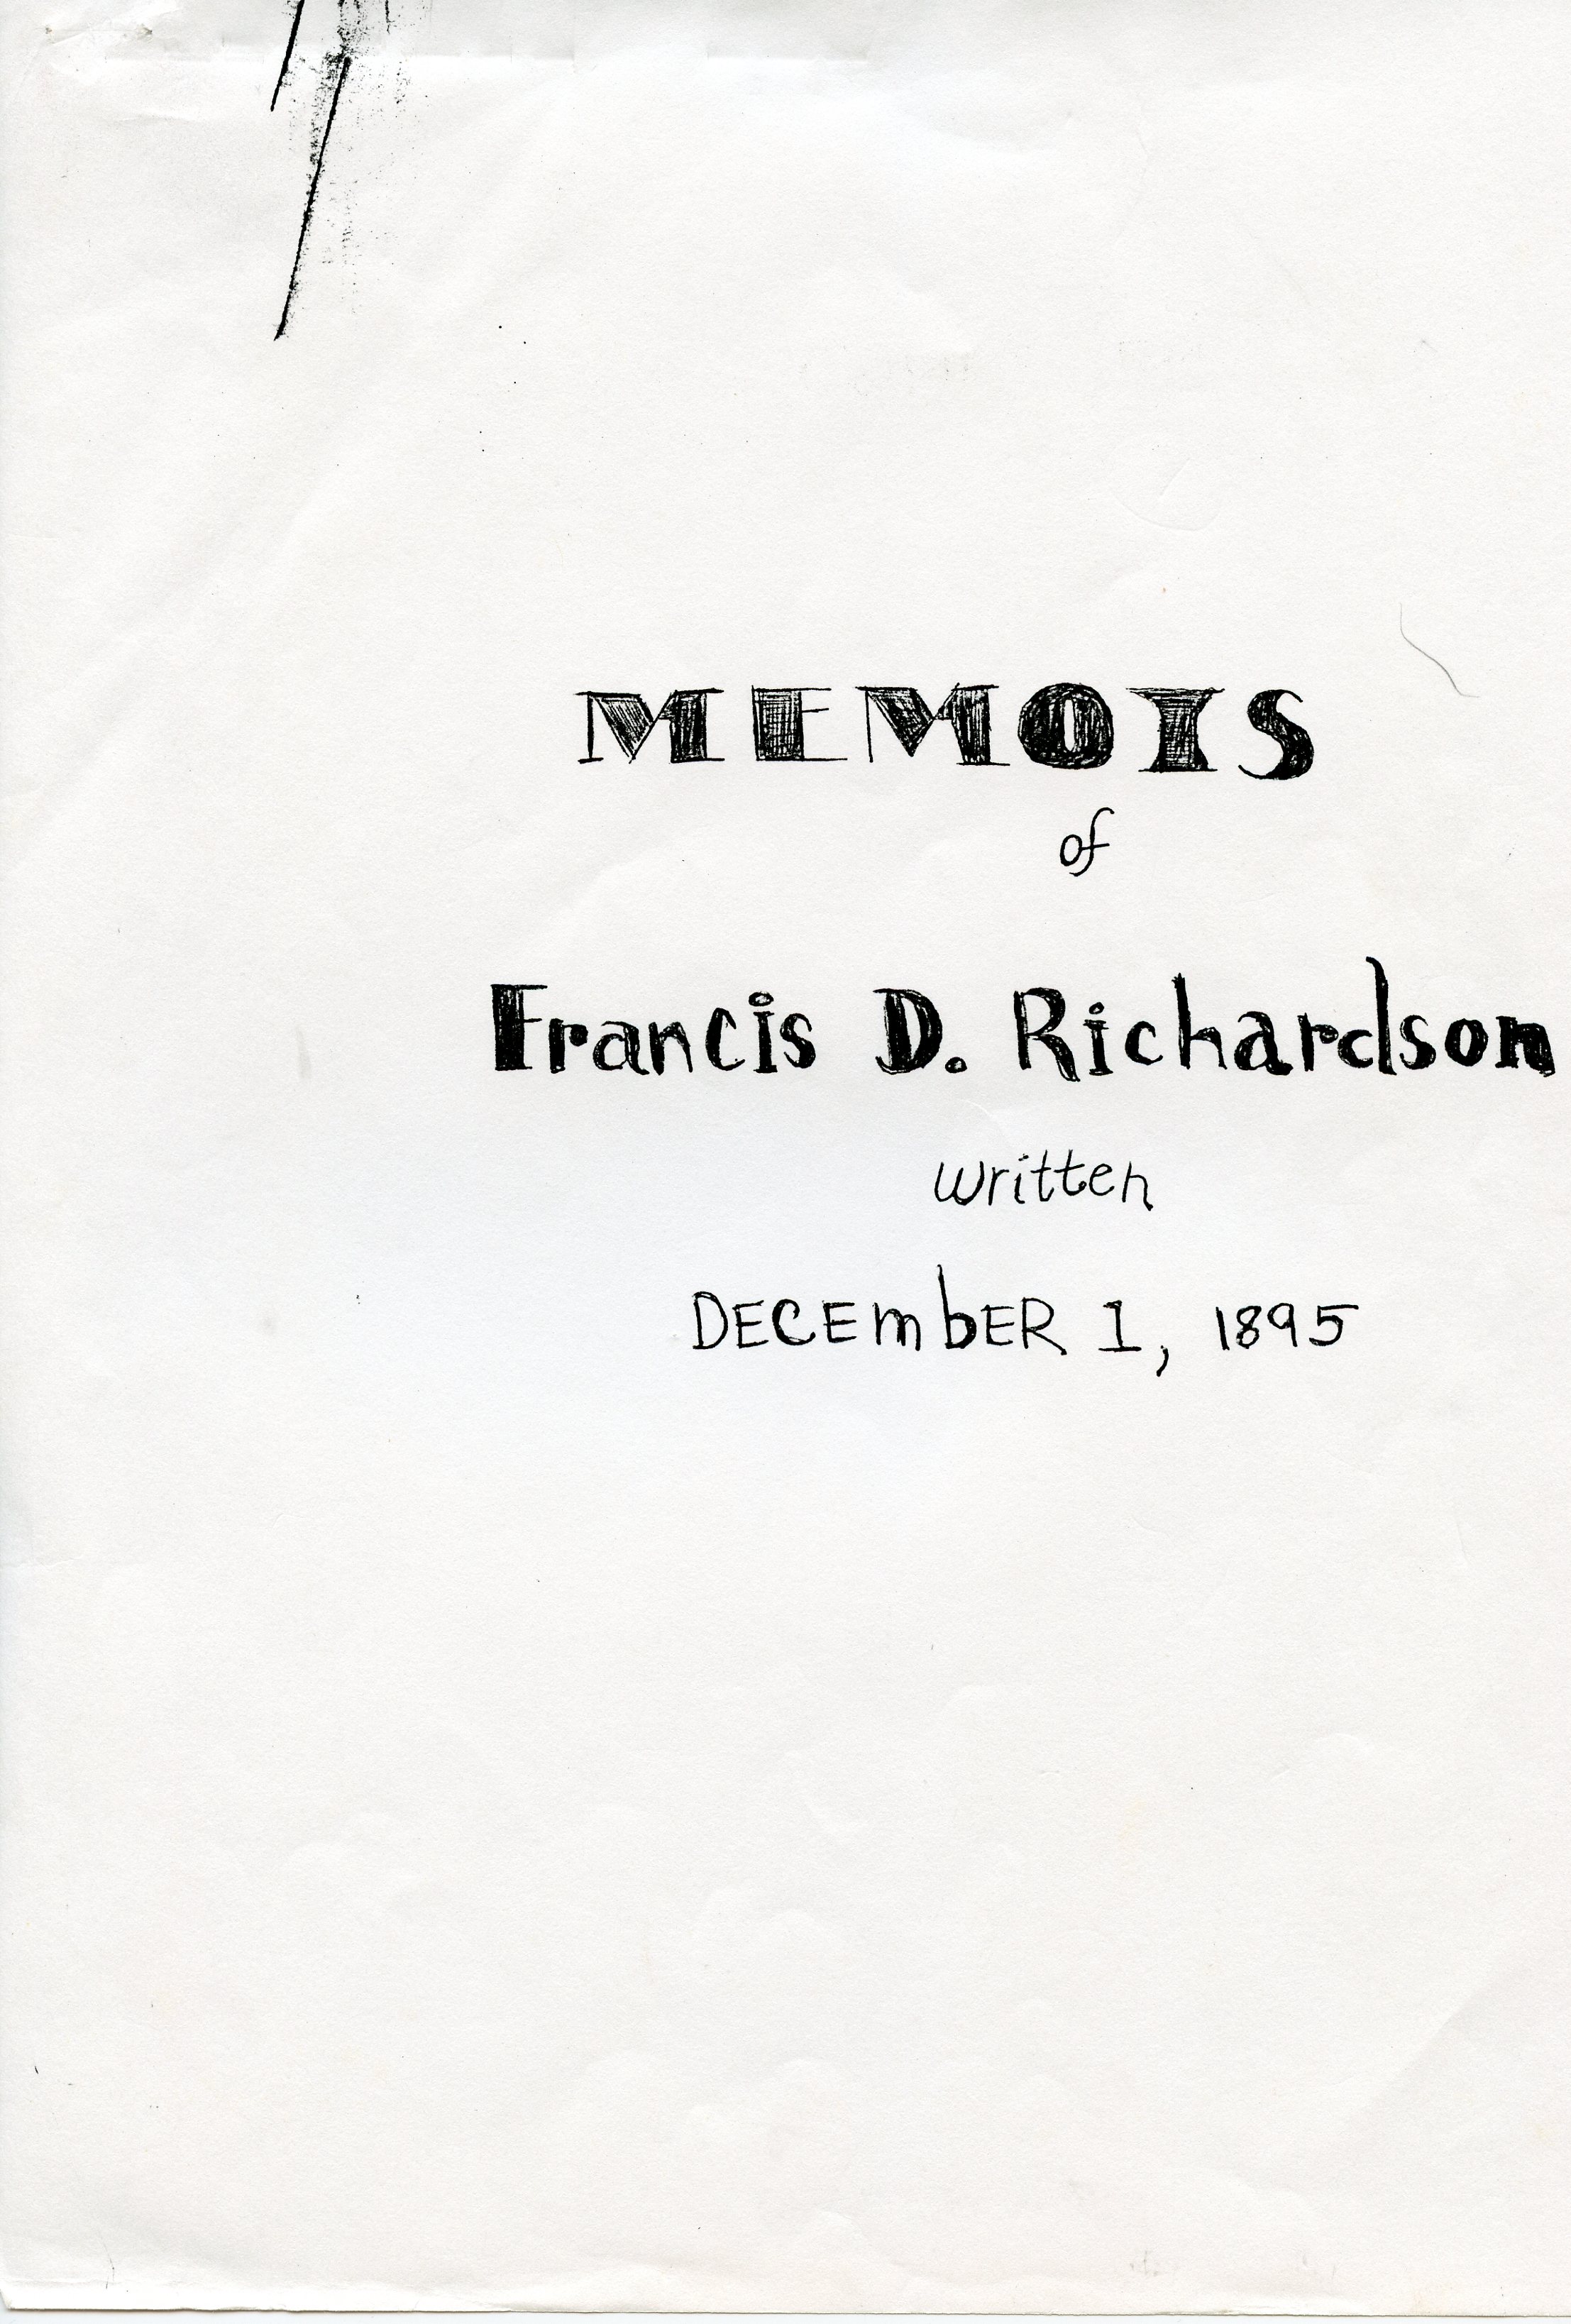 MEMOIS
of
Francis D. Richardson
written
DECEmbER 1, 1895